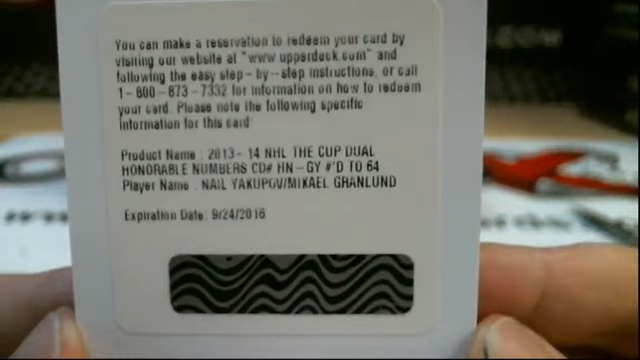 You can make a reservation to redeem your card by
visiting our website at "www upperdeck.com" and
following the easy step-by-step instructions, or call
1-800-873-7332 for information on how to redeem
your card. Please note the following specific
information for this card
Product Name : 2013-14 NHL THE CUP DUAL
HONORABLE NUMBERS CD# HN-GY #'D TO 64
Player Name : NAIL YAKUPOV/MIKAEL GRANLUND
Expiration Date: 9/24/2016